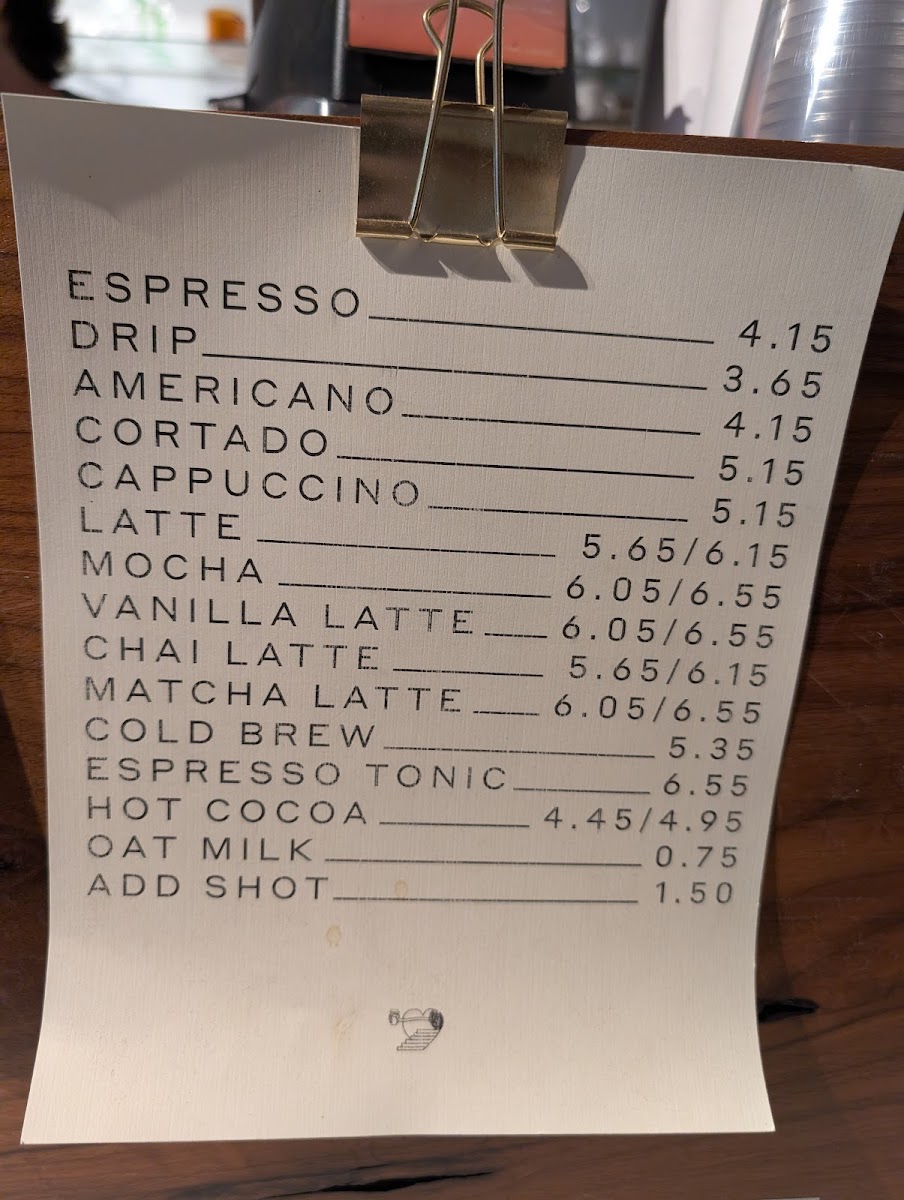 ESPRESSO 4.15
DRIP 3.65
AMERICANO 4.15
CORTADO 5.15
CAPPUCCINO 5.15
LATTE 5.65/6.15
MOCHA 6.05/6.55
VANILLA LATTE 6.05/6.55
CHAI LATTE 5.65/6.15
MATCHA LATTE 6.05/6.55
COLD BREW 5.35
ESPRESSO TONIC 6.55
HOT COCOA 4.45/4.95
OAT MILK 0.75
ADD SHOT 1.50